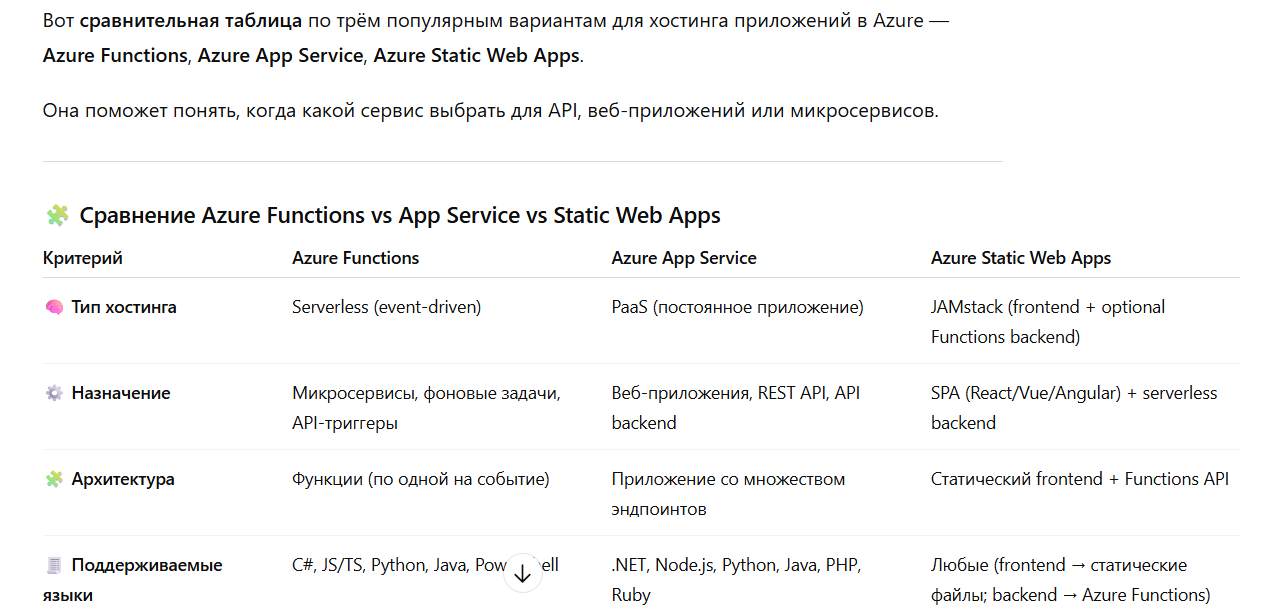 Вот сравнительная таблица по трём популярным вариантам для хостинга приложений в Azure —
Azure Functions, Azure App Service, Azure Static Web Apps.
Она поможет понять, когда какой сервис выбрать для API, веб-приложений или микросервисов.
🧩 Сравнение Azure Functions vs App Service vs Static Web Apps
Критерий Azure Functions Azure App Service Azure Static Web Apps
🧠 Тип хостинга Serverless (event-driven) PaaS (постоянное приложение) JAMstack (frontend + optional
Functions backend)
⚙️ Назначение Микросервисы, фоновые задачи, Веб-приложения, REST API, API SPA (React/Vue/Angular) + serverless
API-триггеры backend backend
🧩 Архитектура Функции (по одной на событие) Приложение со множеством Статический frontend + Functions API
эндпоинтов
📜 Поддерживаемые C#, JS/TS, Python, Java, .NET, Node.js, Python, Java, PHP, Любые (frontend → статические
языки Ruby файлы; backend → Azure Functions)